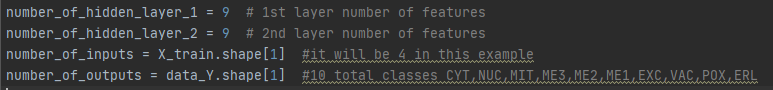 number_of_hidden_layer_1 = 9  # 1st layer number of features
number_of_hidden_layer_2 = 9  # 2nd layer number of features
number_of_inputs = X_train.shape[1]  #it will be 4 in this example
number_of_outputs = data_Y.shape[1]  #10 total classes CYT,NUC,MIT,ME3,ME2,ME1,EXC,VAC,POX,ERL